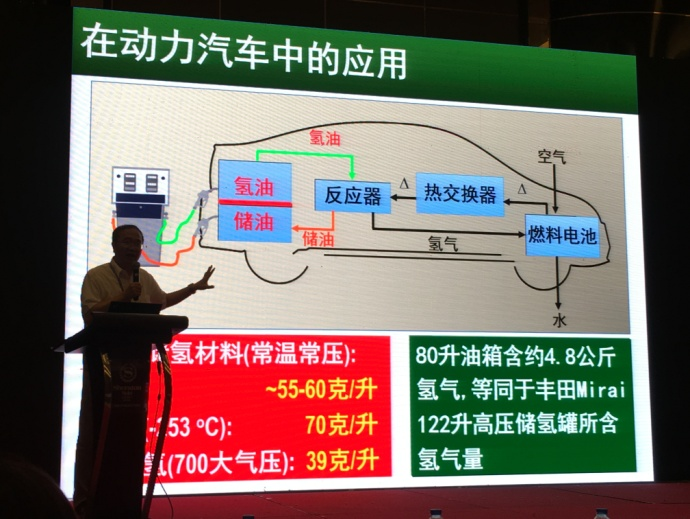 在动力汽车中的应用
氢油
空气
氢油
储油
反应器
Δ
热交换器
Δ
燃料电池
储油
氢气
水
氢材料(常温常压):
~55-60克/升
53 ºC):
70克/升
(700大气压):
39克/升
80升油箱含约4.8公斤
氢气,等同于丰田Mirai
122升高压储氢罐所含
氢气量